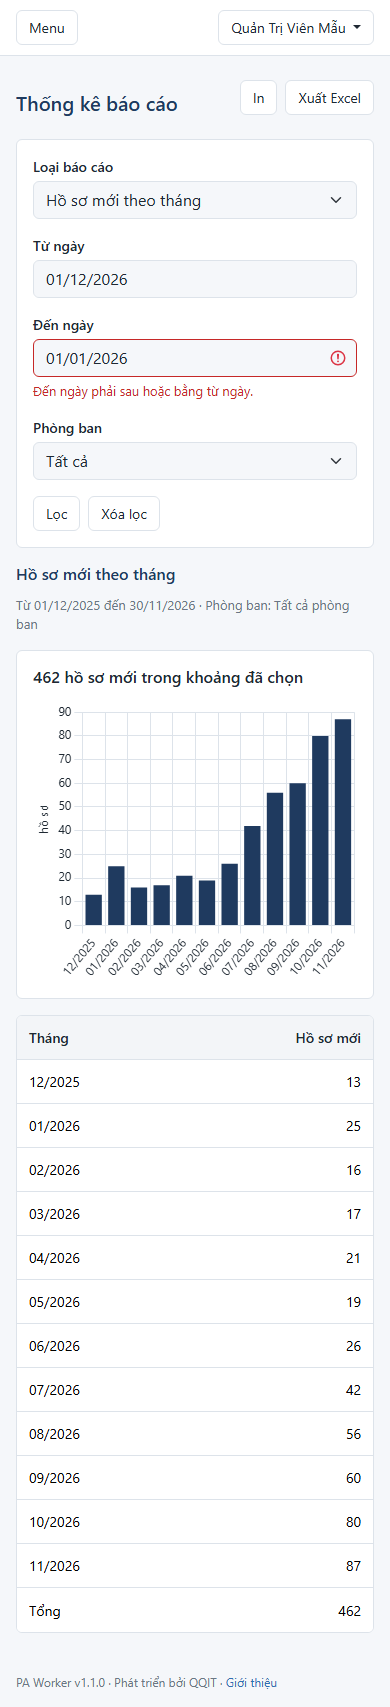 Menu
Quản Trị Viên Mẫu
Thống kê báo cáo
In
Xuất Excel
Loại báo cáo
Hồ sơ mới theo tháng
Từ ngày
01/12/2026
Đến ngày
01/01/2026
Đến ngày phải sau hoặc bằng từ ngày.
Phòng ban
Tất cả
Lọc
Xóa lọc
Hồ sơ mới theo tháng
Từ 01/12/2025 đến 30/11/2026 · Phòng ban: Tất cả phòng
ban
462 hồ sơ mới trong khoảng đã chọn
90
80
70
60
50
40
30
20
10
0
hồ sơ
12/2025
01/2026
02/2026
03/2026
04/2026
05/2026
06/2026
07/2026
08/2026
09/2026
10/2026
11/2026
Tháng Hồ sơ mới
12/2025 13
01/2026 25
02/2026 16
03/2026 17
04/2026 21
05/2026 19
06/2026 26
07/2026 42
08/2026 56
09/2026 60
10/2026 80
11/2026 87
Tổng 462
PA Worker v1.1.0 · Phát triển bởi QQIT · Giới thiệu